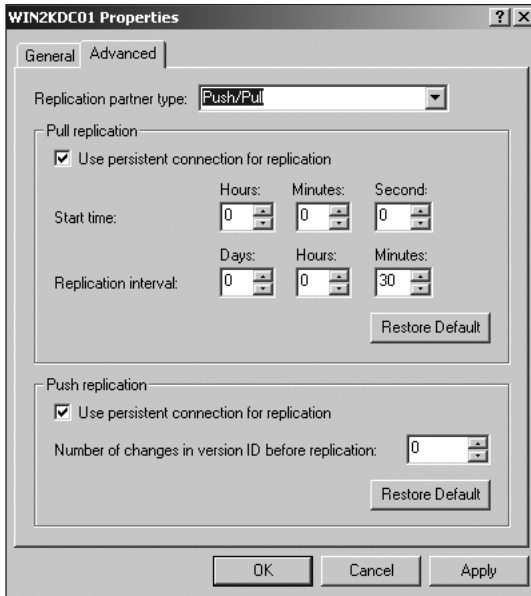 WIN2KDC01 Properties
General
Advanced
Replication partner type: Push/Pull
Pull replication
Use persistent connection for replication
Hours: Minutes: Second:
Start time: 0 0 0
Days: Hours: Minutes:
Replication interval: 0 0 30
Restore Default
Push replication
Use persistent connection for replication
Number of changes in version ID before replication: 0
Restore Default
OK Cancel Apply